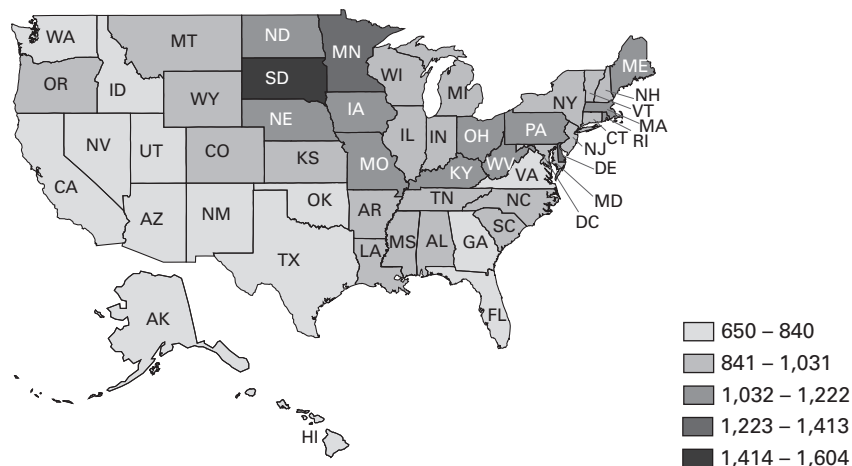 WA
MT
ND
MN
ME
OR
ID
SD
WI
MI
NY
NH
VT
MA
WY
IA
NE
PA
CT
RI
NJ
NV
UT
CO
IL
IN
OH
WV
DE
CA
KS
MO
KY
VA
MD
AZ
NM
OK
AR
TN
NC
DC
TX
LA
MS
AL
GA
SC
FL
AK
HI
650 – 840
841 – 1,031
1,032 – 1,222
1,223 – 1,413
1,414 – 1,604